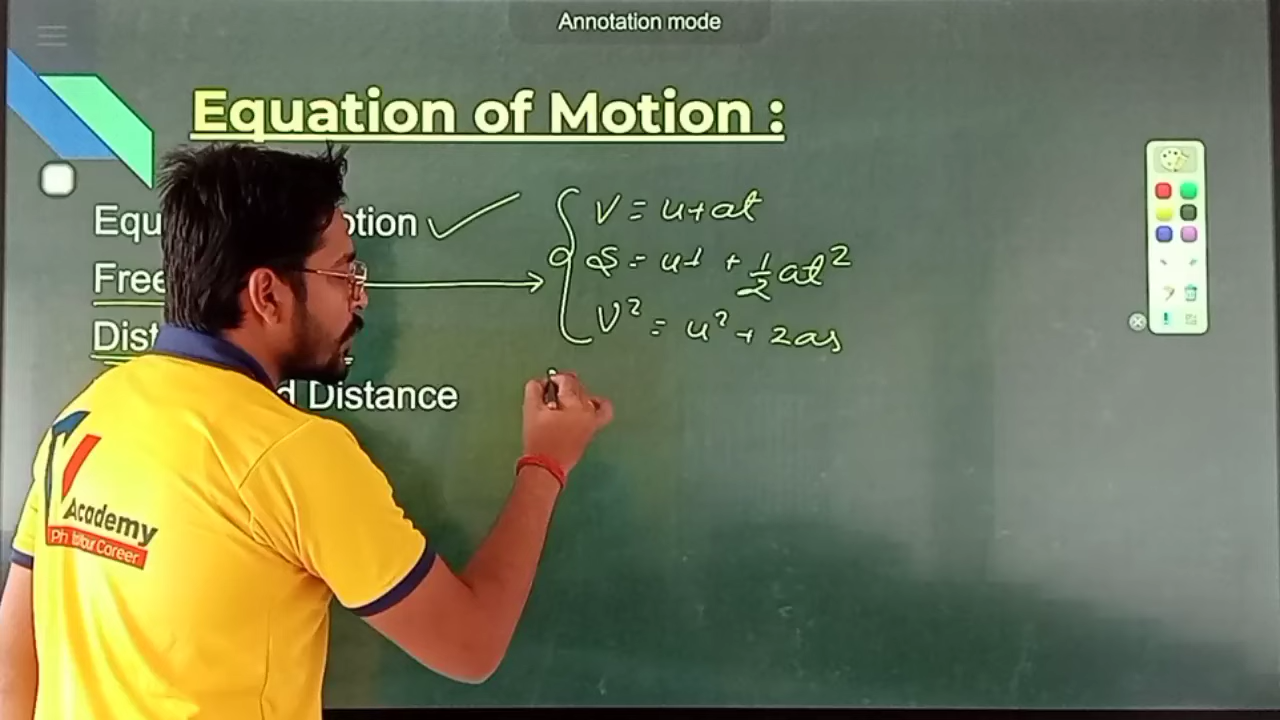 Annotation mode
Equation of Motion :
Equ otion
Free
Dist
d Distance
v = u+at
S = ut + 1/2 at²
v² = u² + 2as
Academy
Career